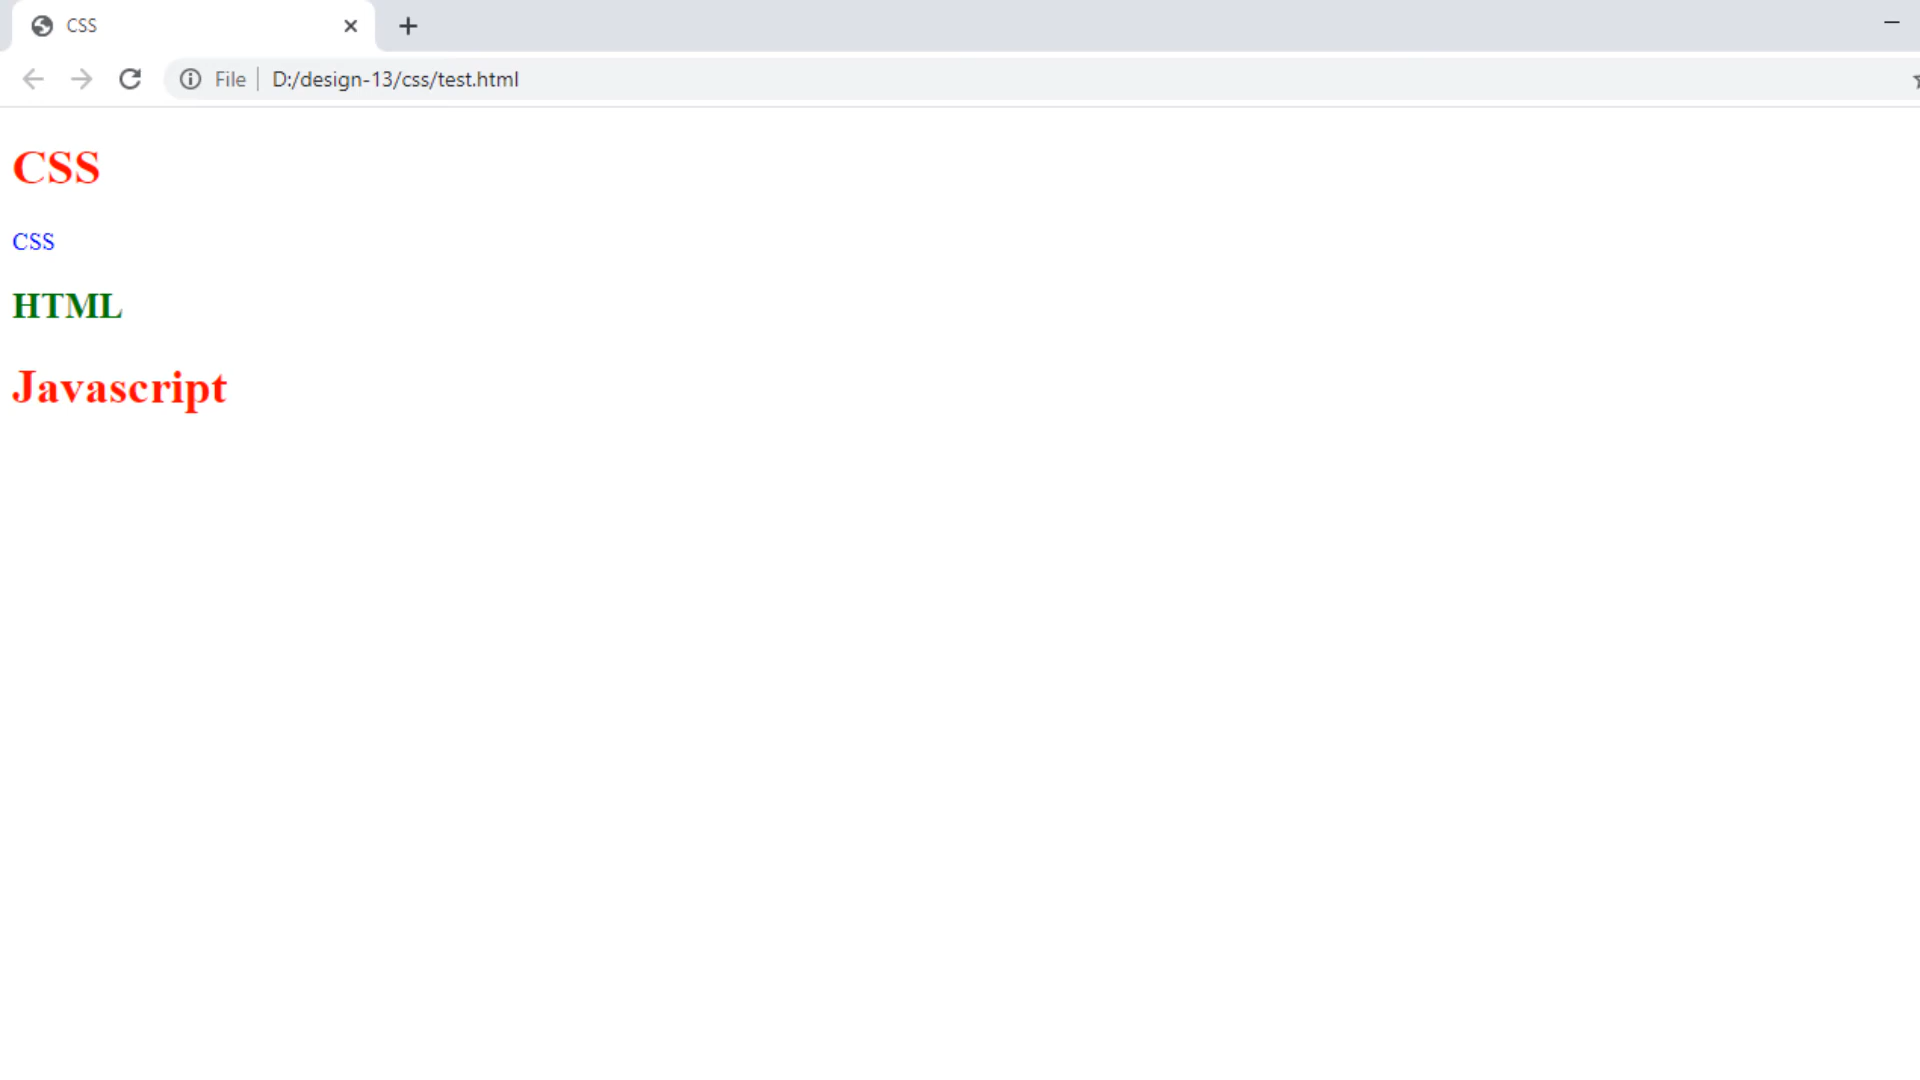 CSS
File D:/design-13/css/test.html
CSS
CSS
HTML
Javascript